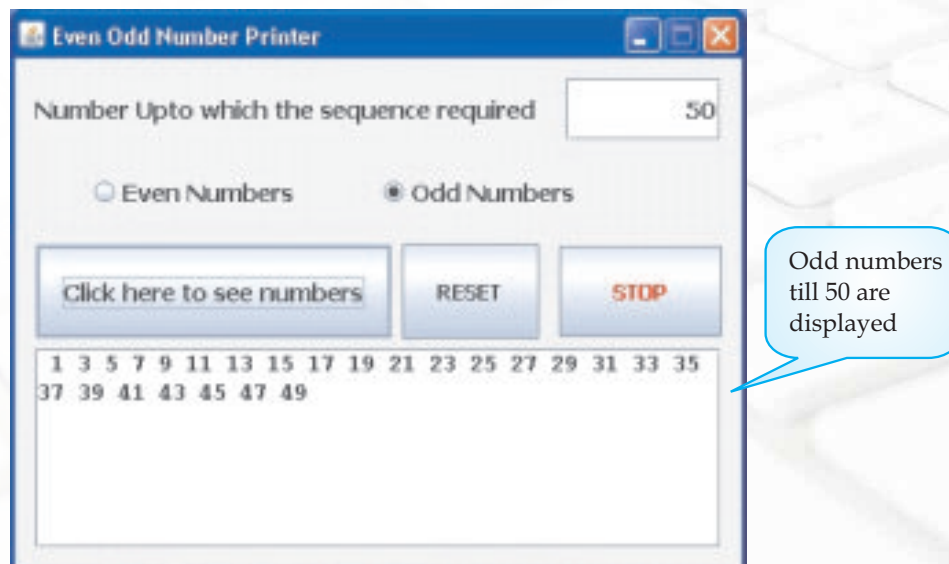 Even Odd Number Printer
Number Upto which the sequence required 50
Even Numbers Odd Numbers
Click here to see numbers RESET STOP
1 3 5 7 9 11 13 15 17 19 21 23 25 27 29 31 33 35
37 39 41 43 45 47 49
Odd numbers
till 50 are
displayed